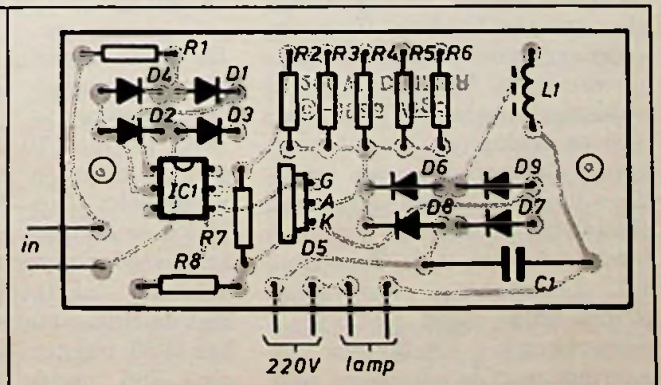 R1
R2 R3 R4 R5 R6
D4 D1
D2 D3
L1
IC1
G
A
K
D6 D9
D8 D7
R7
D5
in
R8
C1
220V lamp